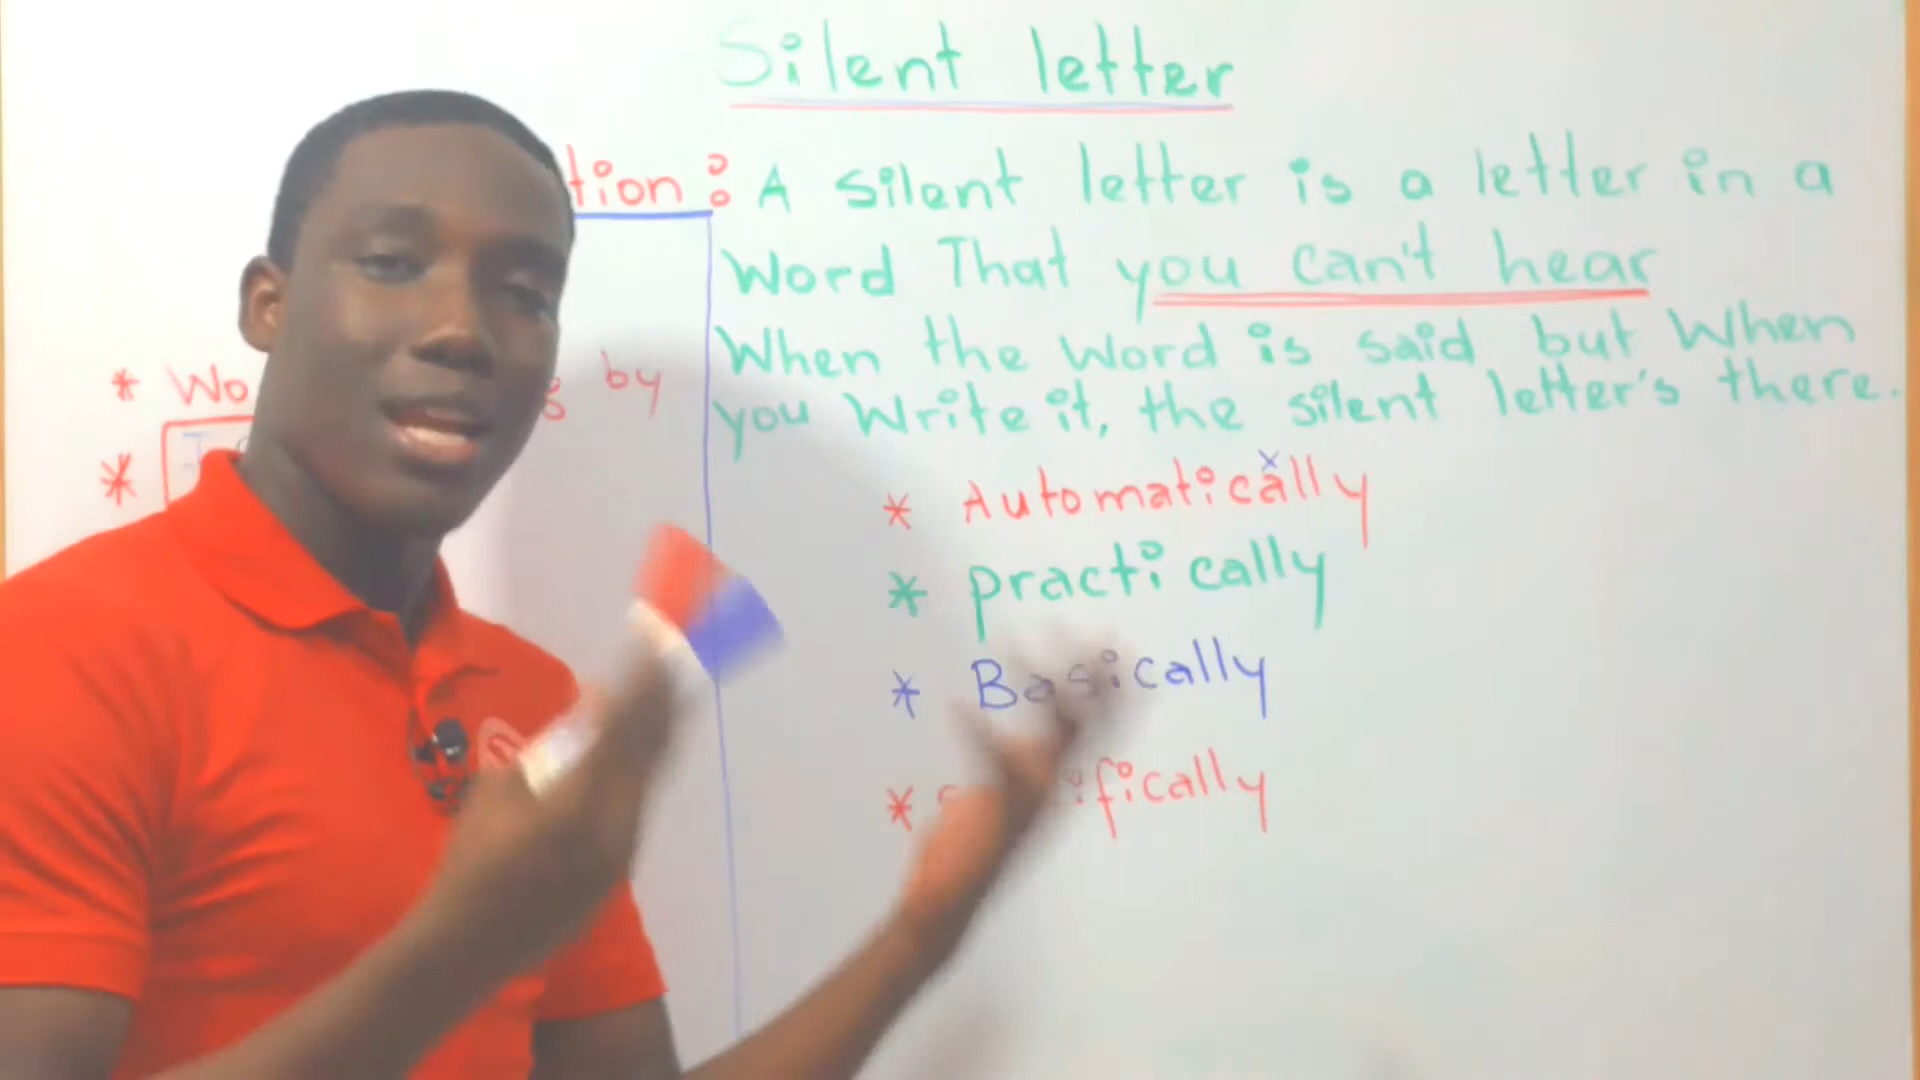 Silent letter
tion: A silent letter is a letter in a
Word That you can't hear
When the word is said but When
you Write it, the silent letter's there.
* Wo by
*
* Automatically
* practically
* Basically
* ifically